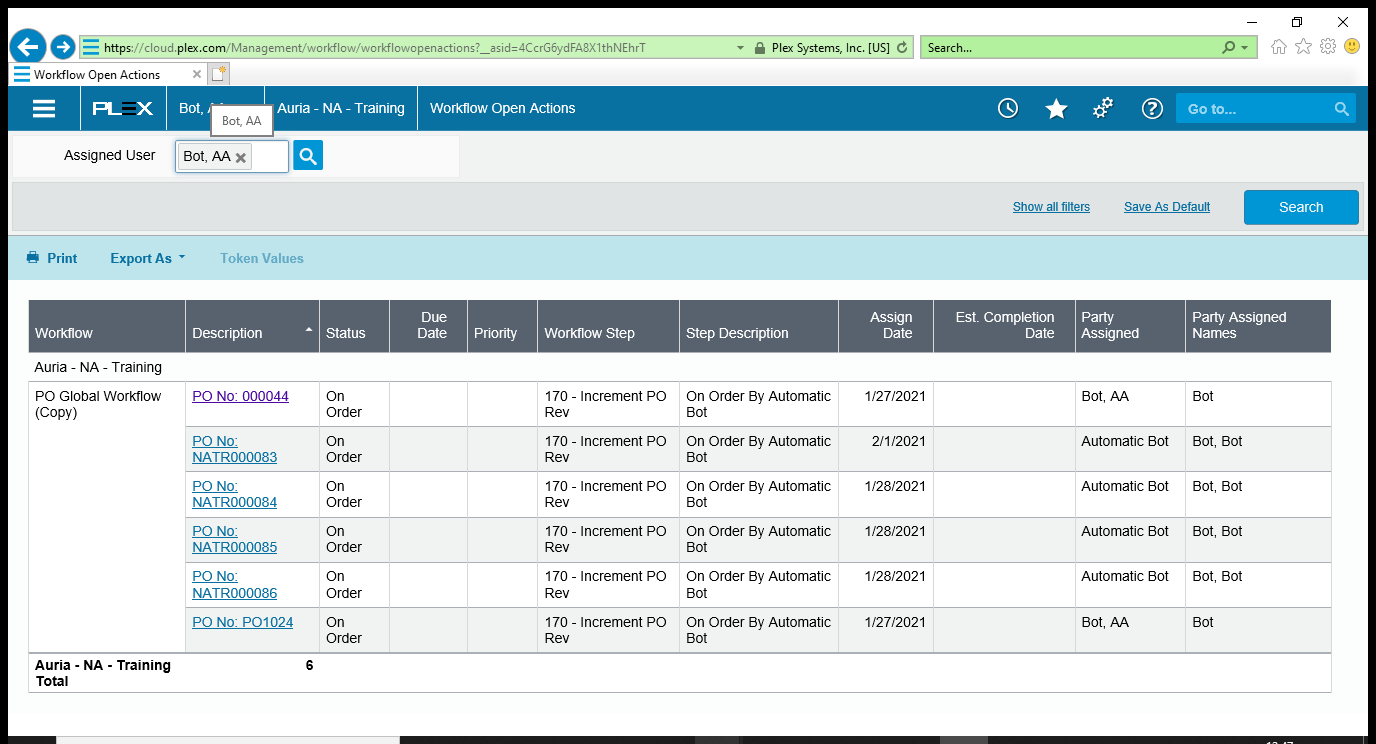 https://cloud.plex.com/Management/workflow/workflowopenactions?__asid=4CcrG6ydFA8X1thNEhrT
Plex Systems, Inc. [US]
Search...
Workflow Open Actions
PLEX
Auria - NA - Training
Workflow Open Actions
Go to...
Bot, AA
Assigned User
Bot, AA
Show all filters
Save As Default
Search
Print
Export As
Token Values
Workflow
Description
Status
Due
Date
Priority
Workflow Step
Step Description
Assign
Date
Est. Completion
Date
Party
Assigned
Party Assigned
Names
Auria - NA - Training
PO Global Workflow
(Copy)
PO No: 000044
On
Order
170 - Increment PO
Rev
On Order By Automatic
Bot
1/27/2021
Bot, AA
Bot
PO No:
NATR000083
On
Order
170 - Increment PO
Rev
On Order By Automatic
Bot
2/1/2021
Automatic Bot
Bot, Bot
PO No:
NATR000084
On
Order
170 - Increment PO
Rev
On Order By Automatic
Bot
1/28/2021
Automatic Bot
Bot, Bot
PO No:
NATR000085
On
Order
170 - Increment PO
Rev
On Order By Automatic
Bot
1/28/2021
Automatic Bot
Bot, Bot
PO No:
NATR000086
On
Order
170 - Increment PO
Rev
On Order By Automatic
Bot
1/28/2021
Automatic Bot
Bot, Bot
PO No: PO1024
On
Order
170 - Increment PO
Rev
On Order By Automatic
Bot
1/27/2021
Bot, AA
Bot
Auria - NA - Training
Total
6